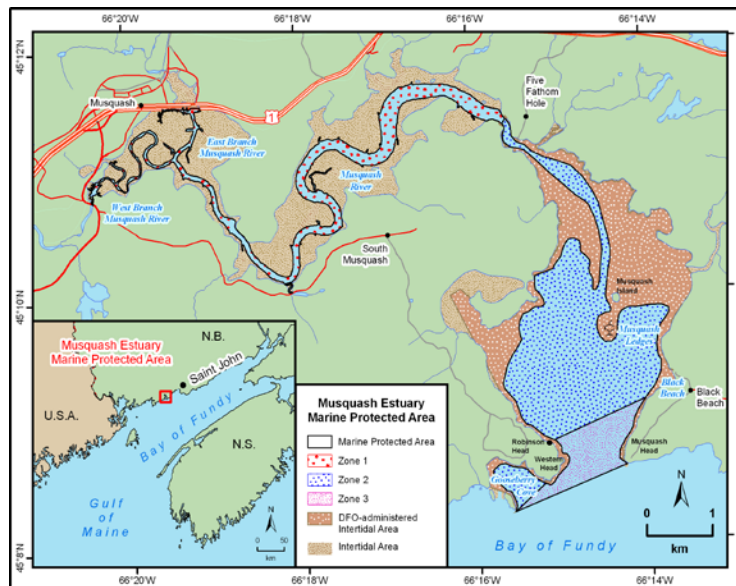 66°20'W
66°18'W
66°16'W
66°14'W
45°12'N
Musquash
1
Five
Fathom
Hole
East Branch
Musquash River
Musquash
River
West Branch
Musquash River
South
Musquash
45°10'N
Musquash
Island
Musquash
Ledges
Black
Beach
Black
Beach
Robinson
Head
Western
Head
Musquash
Head
Gooseberry
Cove
Bay of Fundy
N
0 1
km
Musquash Estuary
Marine Protected Area
N.B.
Saint John
U.S.A.
Bay of Fundy
N.S.
Gulf
of
Maine
N
0 50
km
Musquash Estuary
Marine Protected Area
Marine Protected Area
Zone 1
Zone 2
Zone 3
DFO-administered
Intertidal Area
Intertidal Area
45°8'N
66°20'W
66°18'W
66°16'W
66°14'W